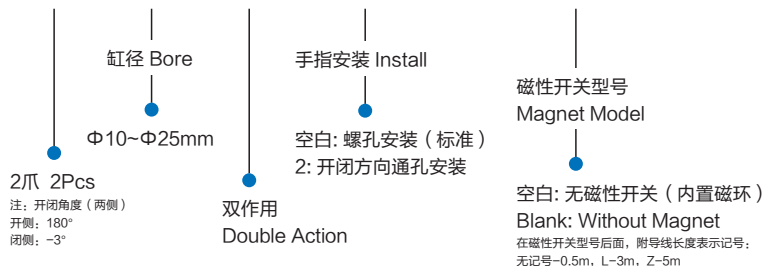 缸径 Bore
Φ10~Φ25mm
手指安装 Install
空白: 螺孔安装（标准）
2: 开闭方向通孔安装
磁性开关型号
Magnet Model
2爪 2Pcs
注: 开闭角度（两侧）
开侧: 180°
闭侧: -3°
双作用
Double Action
空白: 无磁性开关（内置磁环）
Blank: Without Magnet
在磁性开关型号后面，附导线长度表示记号;
无记号-0.5m, L-3m, Z-5m